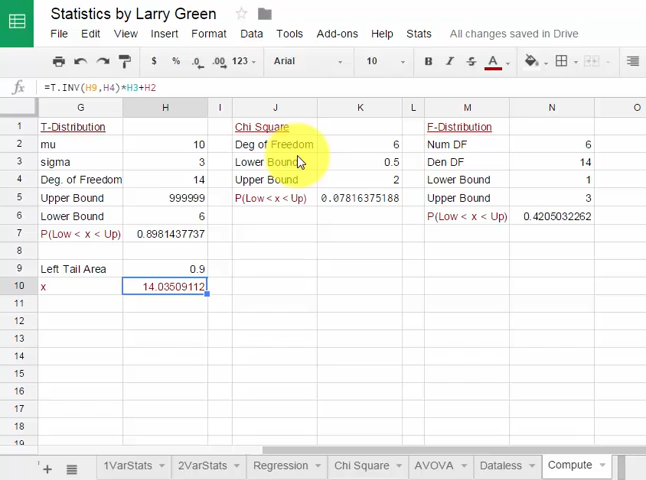 Statistics by Larry Green
File Edit View Insert Format Data Tools Add-ons Help Stats All changes saved in Drive
$ % .0 .00 123 Arial 10 B I S A
fx =T.INV(H9,H4)*H3+H2
G H I J K L M N O
1 T-Distribution Chi Square F-Distribution
2 mu 10 Deg of Freedom 6 Num DF 6
3 sigma 3 Lower Bound 0.5 Den DF 14
4 Deg. of Freedom 14 Upper Bound 2 Lower Bound 1
5 Upper Bound 999999 P(Low < x < Up) 0.07816375188 Upper Bound 3
6 Lower Bound 6 P(Low < x < Up) 0.4205032262
7 P(Low < x < Up) 0.8981437737
8
9 Left Tail Area 0.9
10 x 14.03509112
11
12
13
14
15
16
17
18
19
+ 1VarStats 2VarStats Regression Chi Square AVOVA Dataless Compute